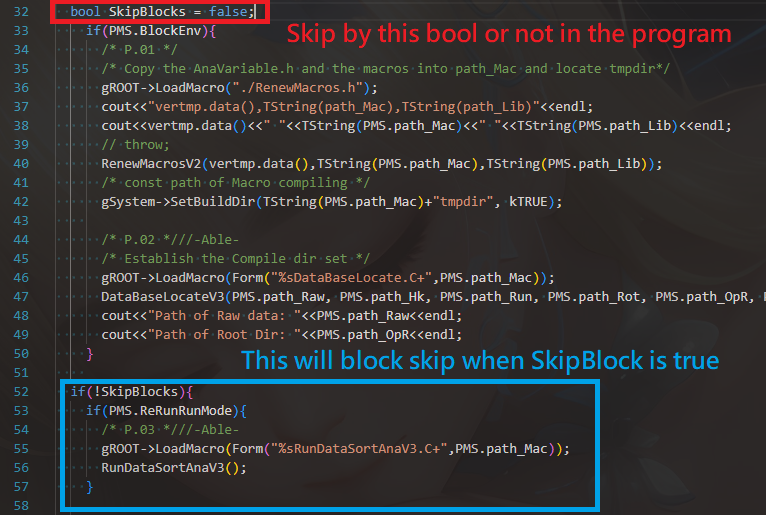 32 bool SkipBlocks = false;
Skip by this bool or not in the program
33 if(PMS.BlockEnv){
34 /* P.01 */
35 /* Copy the AnaVariable.h and the macros into path_Mac and locate tmpdir*/
36 gROOT->LoadMacro("./RenewMacros.h");
37 cout<<"vertmp.data(),TString(path_Mac),TString(path_Lib)"<<endl;
38 cout<<vertmp.data()<<" "<<TString(PMS.path_Mac)<<" "<<TString(PMS.path_Lib)<<endl;
39 // throw;
40 RenewMacrosV2(vertmp.data(),TString(PMS.path_Mac),TString(PMS.path_Lib));
41 /* const path of Macro compiling */
42 gSystem->SetBuildDir(TString(PMS.path_Mac)+"tmpdir", kTRUE);
43
44 /* P.02 *///-Able-
45 /* Establish the Compile dir set */
46 gROOT->LoadMacro(Form("%sDataBaseLocate.C+",PMS.path_Mac));
47 DataBaseLocateV3(PMS.path_Raw, PMS.path_Hk, PMS.path_Run, PMS.path_Rot, PMS.path_OpR,
48 cout<<"Path of Raw data: "<<PMS.path_Raw<<endl;
49 cout<<"Path of Root Dir: "<<PMS.path_OpR<<endl;
50 }
This will block skip when SkipBlock is true
51
52 if(!SkipBlocks){
53 if(PMS.ReRunRunMode){
54 /* P.03 *///-Able-
55 gROOT->LoadMacro(Form("%sRunDataSortAnaV3.C+",PMS.path_Mac));
56 RunDataSortAnaV3();
57 }
58